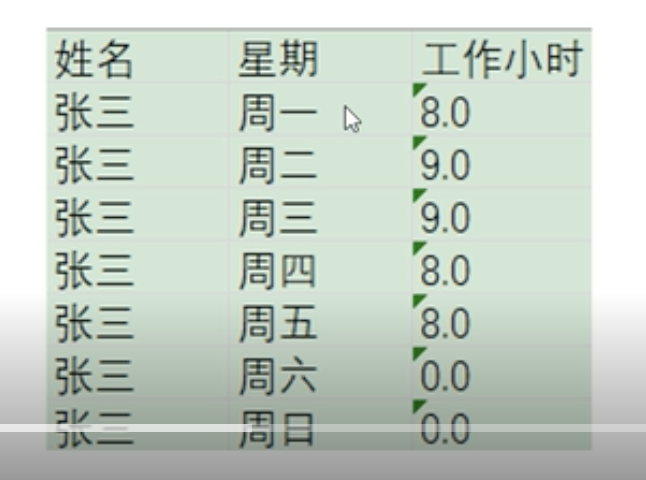 姓名 星期 工作小时
张三 周一 8.0
张三 周二 9.0
张三 周三 9.0
张三 周四 8.0
张三 周五 8.0
张三 周六 0.0
张三 周日 0.0